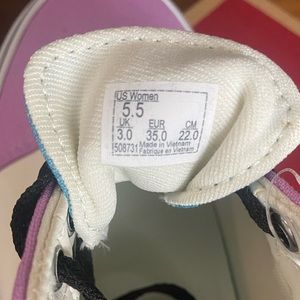 US Women
5.5
UK EUR CM
3.0 35.0 22.0
508731 Made in Vietnam
Fabriqué en Vietnam